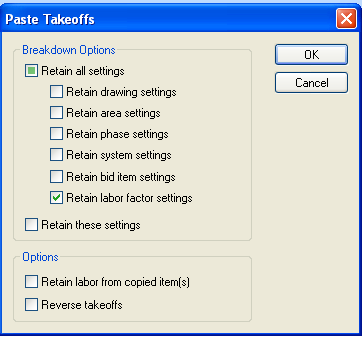 Paste Takeoffs
Breakdown Options
Retain all settings
Retain drawing settings
Retain area settings
Retain phase settings
Retain system settings
Retain bid item settings
Retain labor factor settings
Retain these settings
Options
Retain labor from copied item(s)
Reverse takeoffs
OK
Cancel